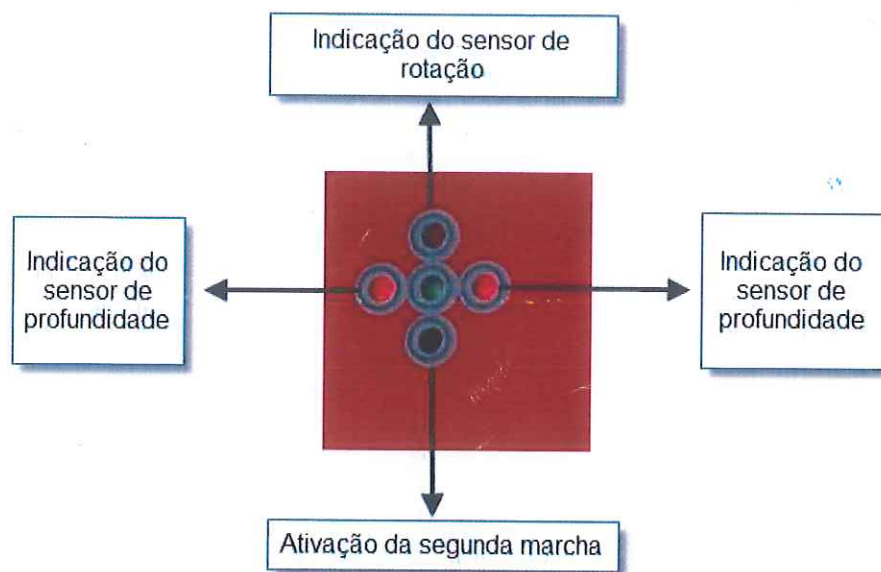 Indicação do sensor de
rotação
Indicação do
sensor de
profundidade
Indicação do
sensor de
profundidade
Ativação da segunda marcha